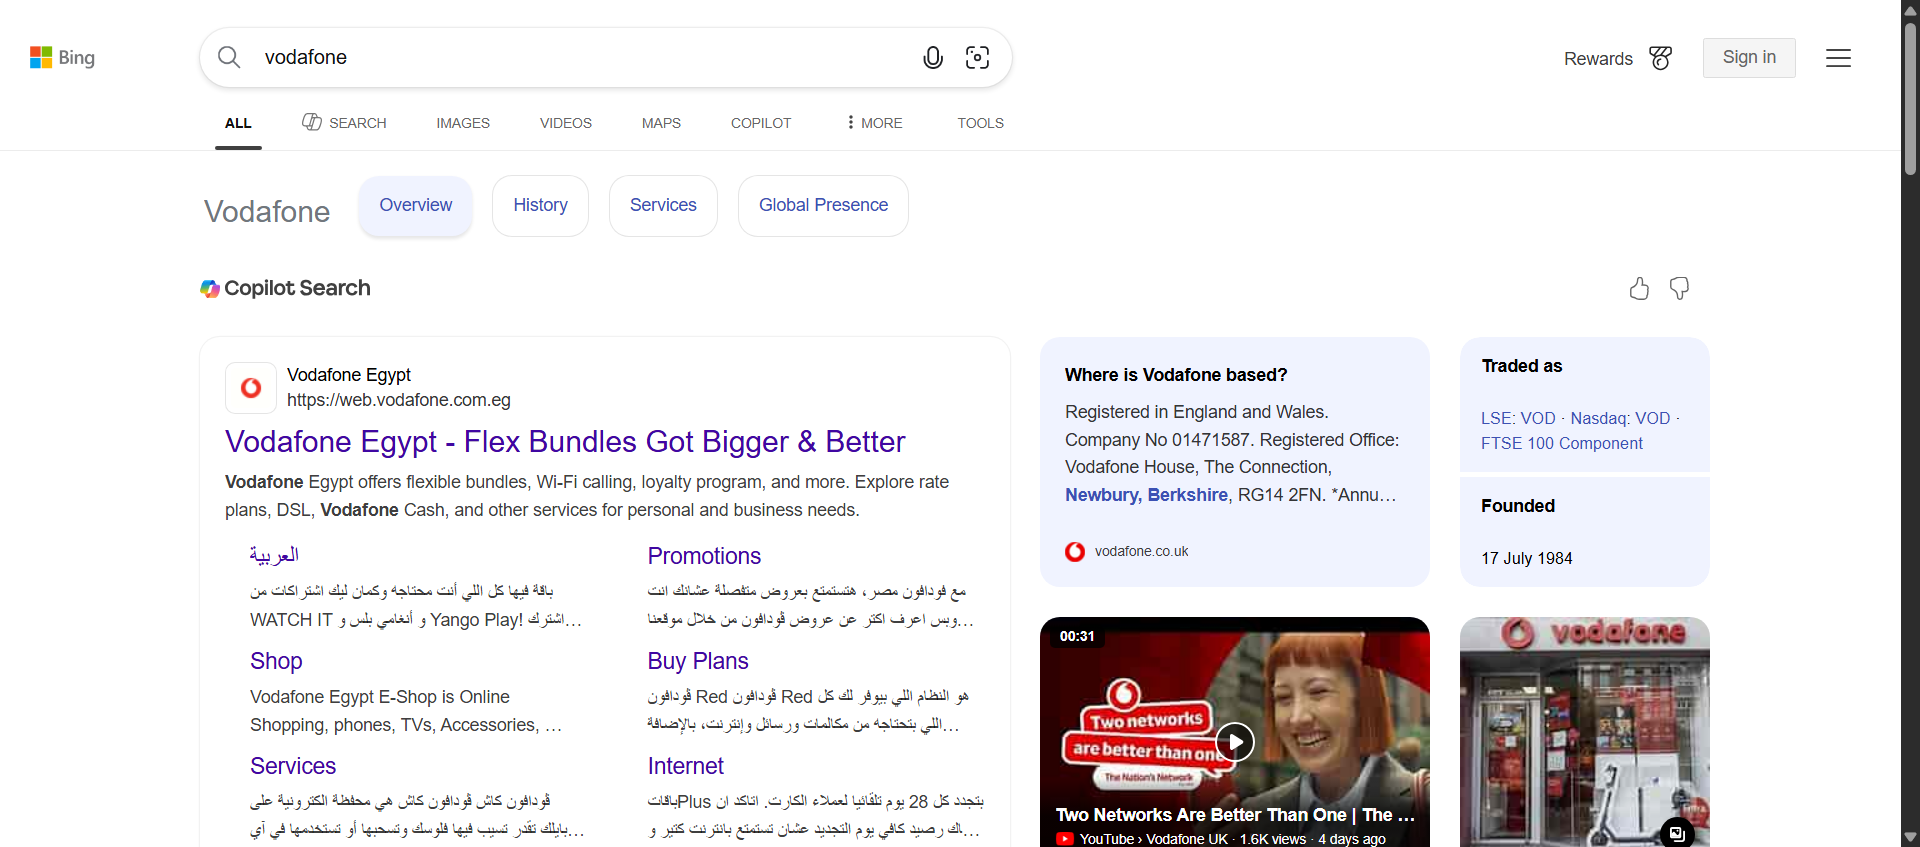 Bing
vodafone
Rewards
Sign in
ALL
SEARCH
IMAGES
VIDEOS
MAPS
COPILOT
MORE
TOOLS
Vodafone
Overview
History
Services
Global Presence
Copilot Search
Vodafone Egypt
https://web.vodafone.com.eg
Vodafone Egypt - Flex Bundles Got Bigger & Better
Vodafone Egypt offers flexible bundles, Wi-Fi calling, loyalty program, and more. Explore rate
plans, DSL, Vodafone Cash, and other services for personal and business needs.
العربية
باقة فيها كل اللي أنت محتاجه وكمان ليك اشتراكات من
WATCH IT و أنغامي بلس و Yango Play! اشترك…
Promotions
مع فودافون مصر، هتستمتع بعروض متفصلة عشانك انت
وبس اعرف اكتر عن عروض ڤودافون من خلال موقعنا…
Shop
Vodafone Egypt E-Shop is Online
Shopping, phones, TVs, Accessories, …
Buy Plans
ڤودافون Red ڤودافون Red هو النظام اللي بيوفر لك كل
اللي بتحتاجه من مكالمات ورسائل وإنترنت، بالإضافة…
Services
ڤودافون كاش ڤودافون كاش هي محفظة الكترونية على
بايلك تقدر تسيب فيها فلوسك وتسحبها أو تستخدمها في آي…
Internet
باقات Plus بتجدد كل 28 يوم تلقائيا لعملاء الكارت. اتاكد ان
اك رصيد كافي يوم التجديد عشان تستمتع بانترنت كتير و…
Where is Vodafone based?
Registered in England and Wales.
Company No 01471587. Registered Office:
Vodafone House, The Connection,
Newbury, Berkshire, RG14 2FN. *Annu…
vodafone.co.uk
Traded as
LSE: VOD · Nasdaq: VOD ·
FTSE 100 Component
Founded
17 July 1984
00:31
Two networks
are better than one
The Nation's Network
Two Networks Are Better Than One | The …
YouTube › Vodafone UK · 1.6K views · 4 days ago
vodafone